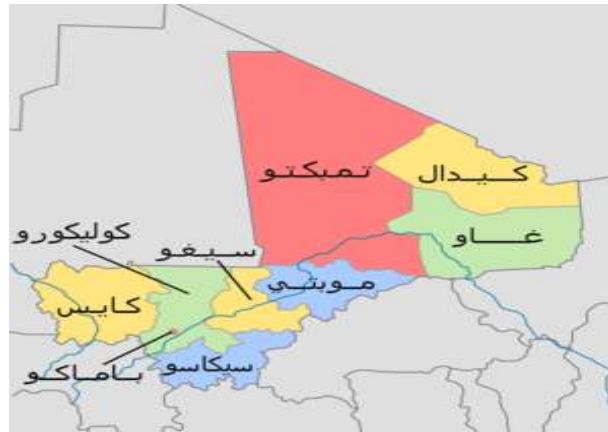 تمبكتو
كيدال
غاو
كوليكورو
سيغو
موبتي
كايس
سيكاسو
باماكو